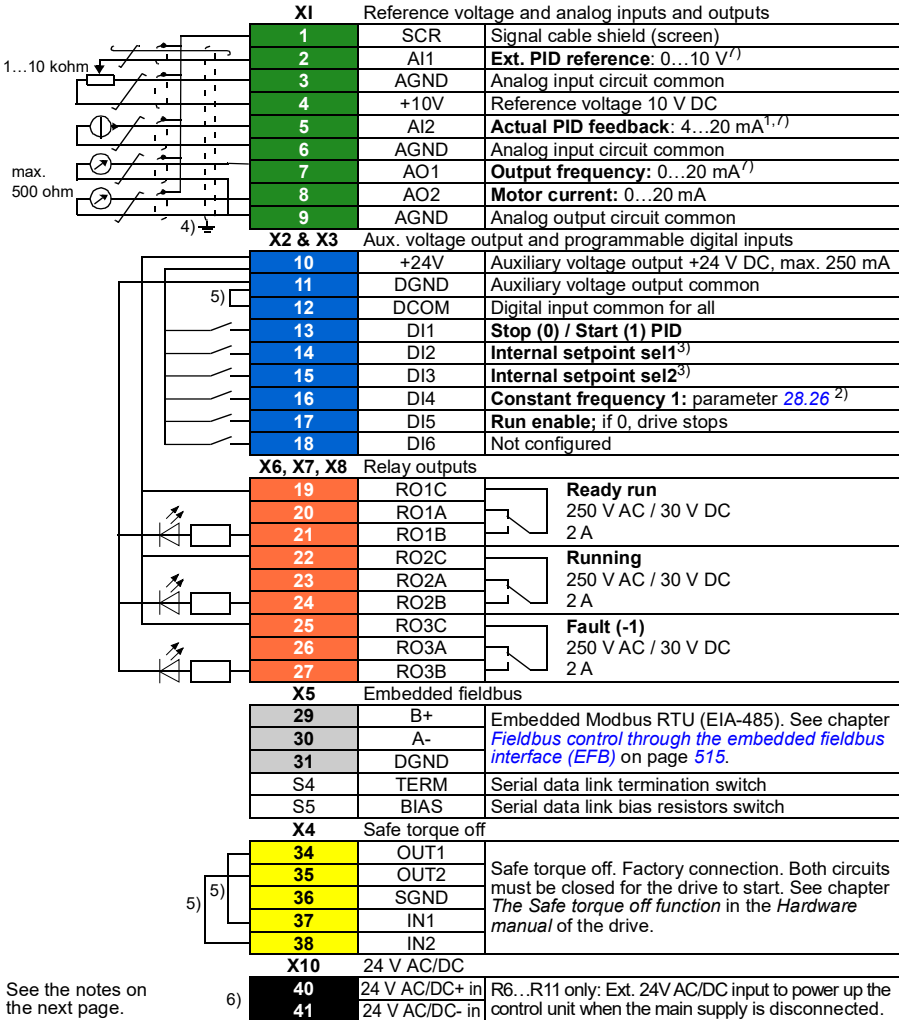 XI Reference voltage and analog inputs and outputs
1 SCR Signal cable shield (screen)
2 AI1 Ext. PID reference: 0…10 V7)
1…10 kohm
3 AGND Analog input circuit common
4 +10V Reference voltage 10 V DC
5 AI2 Actual PID feedback: 4…20 mA1,7)
6 AGND Analog input circuit common
max.
500 ohm
7 AO1 Output frequency: 0…20 mA7)
8 AO2 Motor current: 0…20 mA
9 AGND Analog output circuit common
4)
X2 & X3 Aux. voltage output and programmable digital inputs
10 +24V Auxiliary voltage output +24 V DC, max. 250 mA
11 DGND Auxiliary voltage output common
5)
12 DCOM Digital input common for all
13 DI1 Stop (0) / Start (1) PID
14 DI2 Internal setpoint sel13)
15 DI3 Internal setpoint sel23)
16 DI4 Constant frequency 1: parameter 28.26 2)
17 DI5 Run enable; if 0, drive stops
18 DI6 Not configured
X6, X7, X8 Relay outputs
19 RO1C Ready run
20 RO1A 250 V AC / 30 V DC
21 RO1B 2 A
22 RO2C Running
23 RO2A 250 V AC / 30 V DC
24 RO2B 2 A
25 RO3C Fault (-1)
26 RO3A 250 V AC / 30 V DC
27 RO3B 2 A
X5 Embedded fieldbus
29 B+
30 A-
31 DGND
Embedded Modbus RTU (EIA-485). See chapter
Fieldbus control through the embedded fieldbus
interface (EFB) on page 515.
S4 TERM Serial data link termination switch
S5 BIAS Serial data link bias resistors switch
X4 Safe torque off
34 OUT1
35 OUT2
36 SGND
37 IN1
38 IN2
5) 5)
Safe torque off. Factory connection. Both circuits
must be closed for the drive to start. See chapter
The Safe torque off function in the Hardware
manual of the drive.
X10 24 V AC/DC
40 24 V AC/DC+ in
41 24 V AC/DC- in
6)
R6…R11 only: Ext. 24V AC/DC input to power up the
control unit when the main supply is disconnected.
See the notes on
the next page.